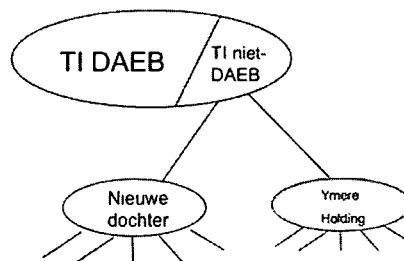 TI DAEB
TI niet-
DAEB
Nieuwe
dochter
Ymere
Holding